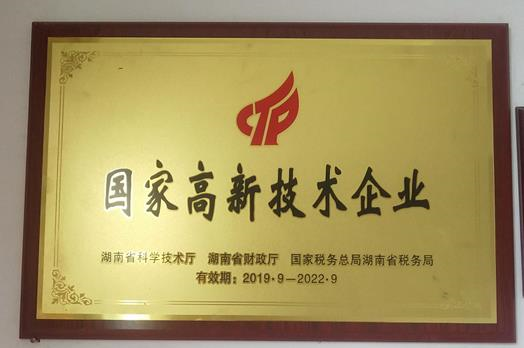 CTP
国家高新技术企业
湖南省科学技术厅 湖南省财政厅 国家税务总局湖南省税务局
有效期：2019·9—2022·9